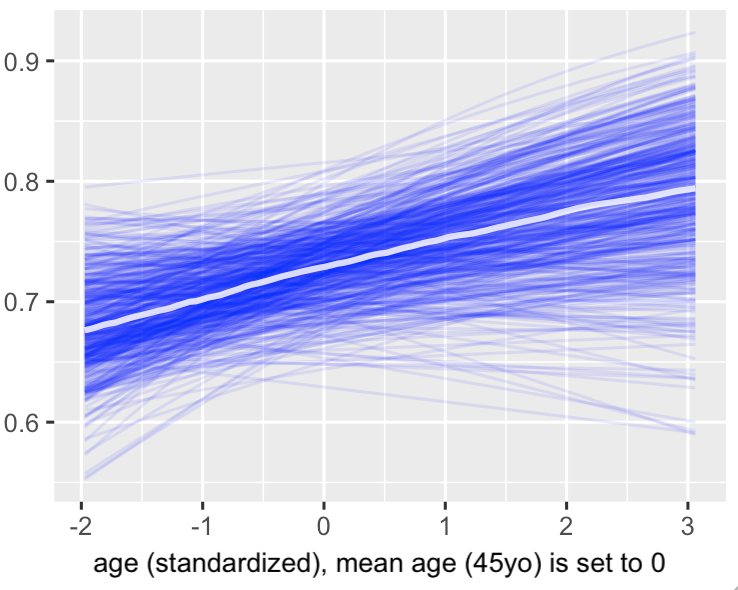 0.9
0.8
0.7
0.6
-2 -1 0 1 2 3
age (standardized), mean age (45yo) is set to 0